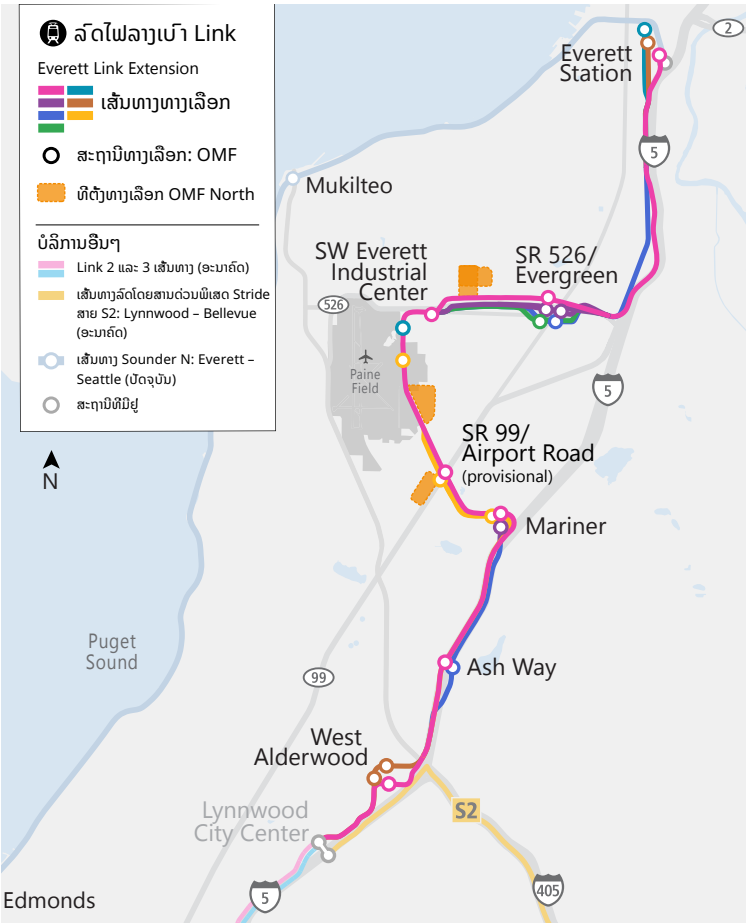 ລົດໄຟລາງເບົາ Link
Everett Link Extension
ເສັ້ນທາງທາງເລືອກ
ສະຖານີທາງເລືອກ: OMF
ທີ່ຕັ້ງທາງເລືອກ OMF North
ບໍລິການອື່ນໆ
Link 2 ແລະ 3 ເສັ້ນທາງ (ອະນາຄົດ)
ເສັ້ນທາງລົດໂດຍສານດ່ວນພິເສດ Stride
ສາຍ S2: Lynnwood – Bellevue
(ອະນາຄົດ)
ເສັ້ນທາງ Sounder N: Everett –
Seattle (ປັດຈຸບັນ)
ສະຖານີທີ່ມີຢູ່
N
2
Everett
Station
5
Mukilteo
SW Everett
Industrial
Center
SR 526/
Evergreen
526
Paine
Field
5
SR 99/
Airport Road
(provisional)
Mariner
Puget
Sound
Ash Way
99
West
Alderwood
Lynnwood
City Center
S2
Edmonds
5
405